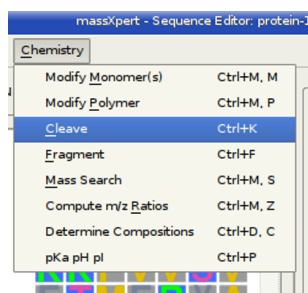 massXpert - Sequence Editor: protein-
Chemistry
Modify Monomer(s) Ctrl+M, M
Modify Polymer Ctrl+M, P
Cleave Ctrl+K
Fragment Ctrl+F
Mass Search Ctrl+M, S
Compute m/z Ratios Ctrl+M, Z
Determine Compositions Ctrl+D, C
pKa pH pI Ctrl+P